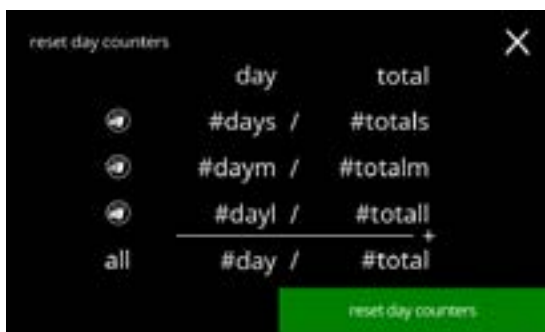 reset day counters
day total
#days / #totals
#daym / #totalm
#dayl / #totall
+
all #day / #total
reset day counters